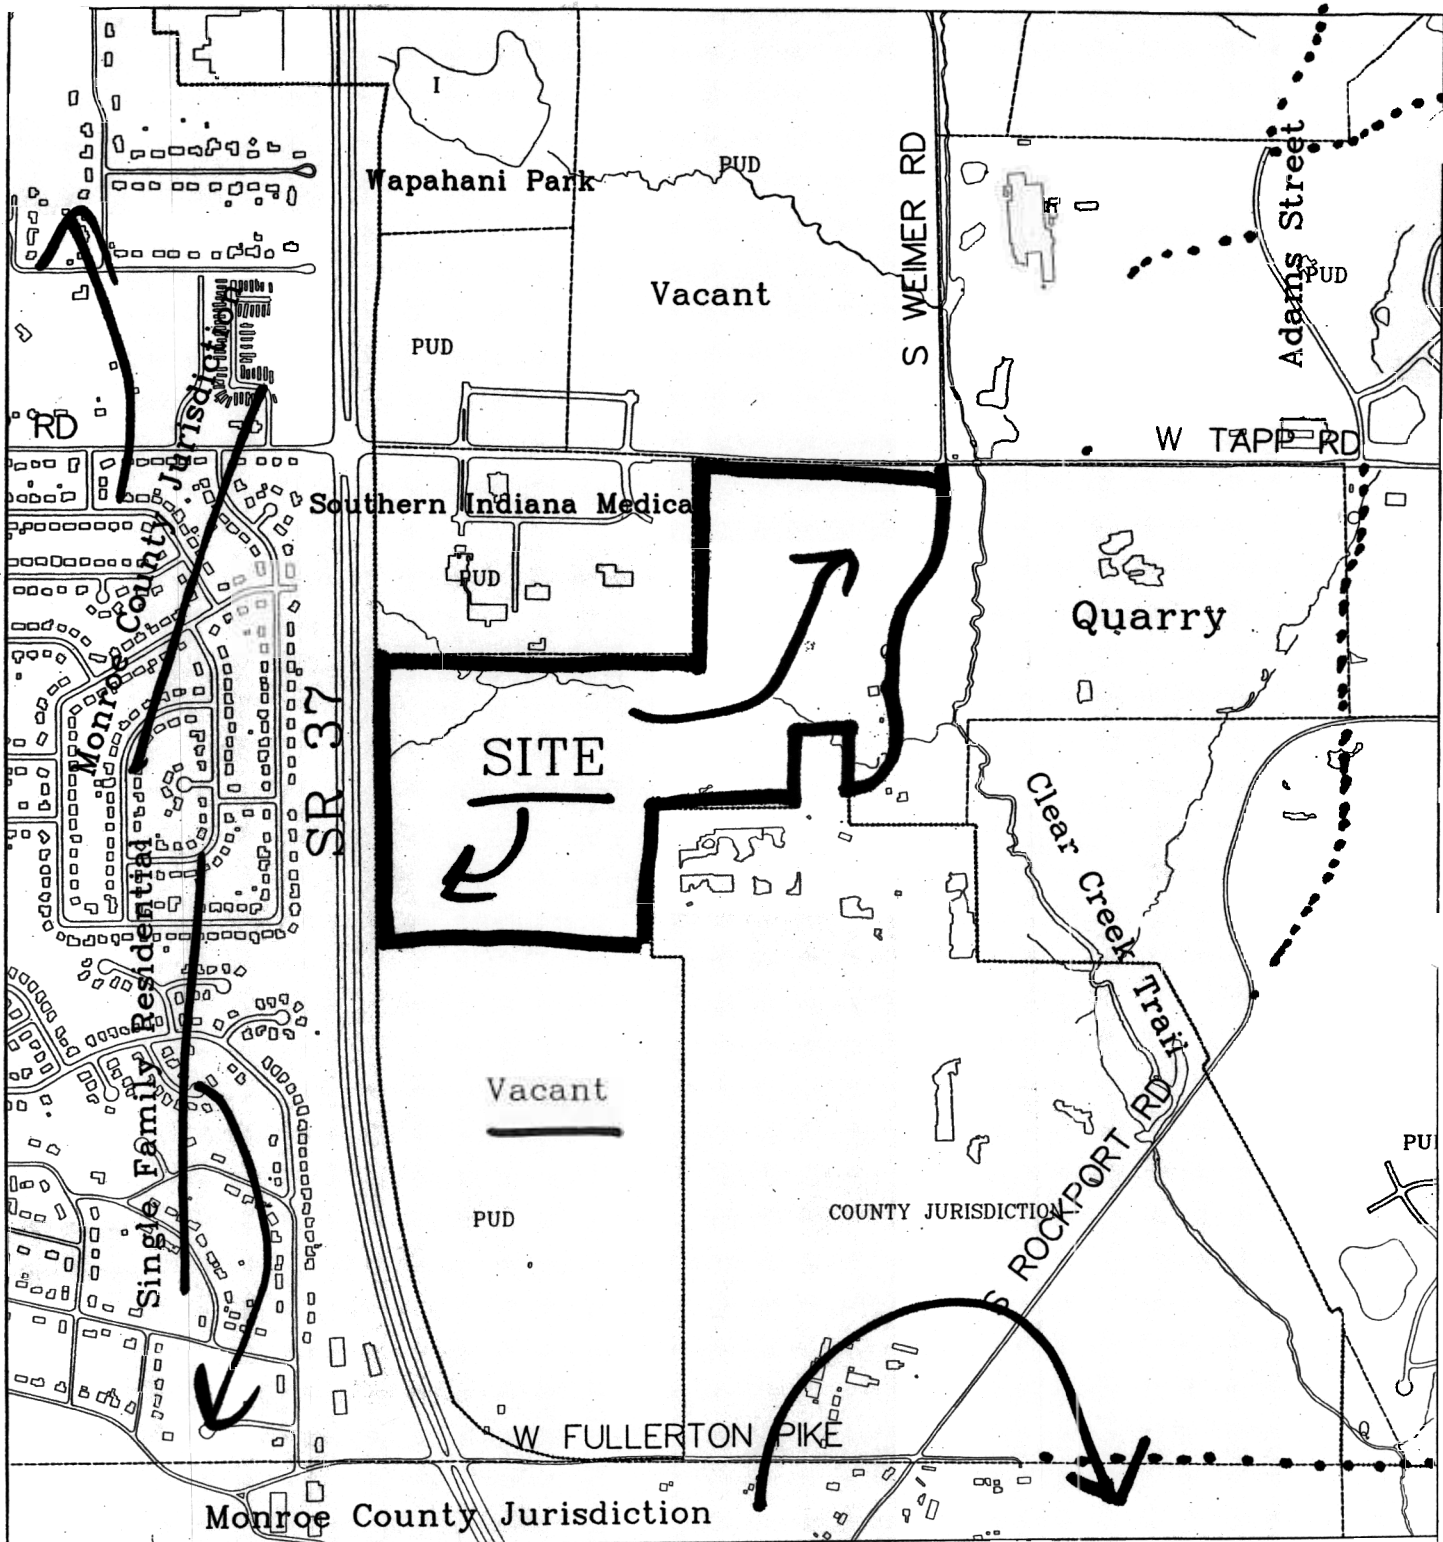 I
Wapahani Park
PUD
S WEIMER RD
Adams Street
PUD
Vacant
PUD
RD
W TAPP RD
Monroe County Jurisdiction
Southern Indiana Medica
PUD
Quarry
SR 37
SITE
Clear Creek Trail
Single Family Residential
Vacant
PUD
COUNTY JURISDICTION
S ROCKPORT RD
PU
W FULLERTON PIKE
Q
Monroe County Jurisdiction